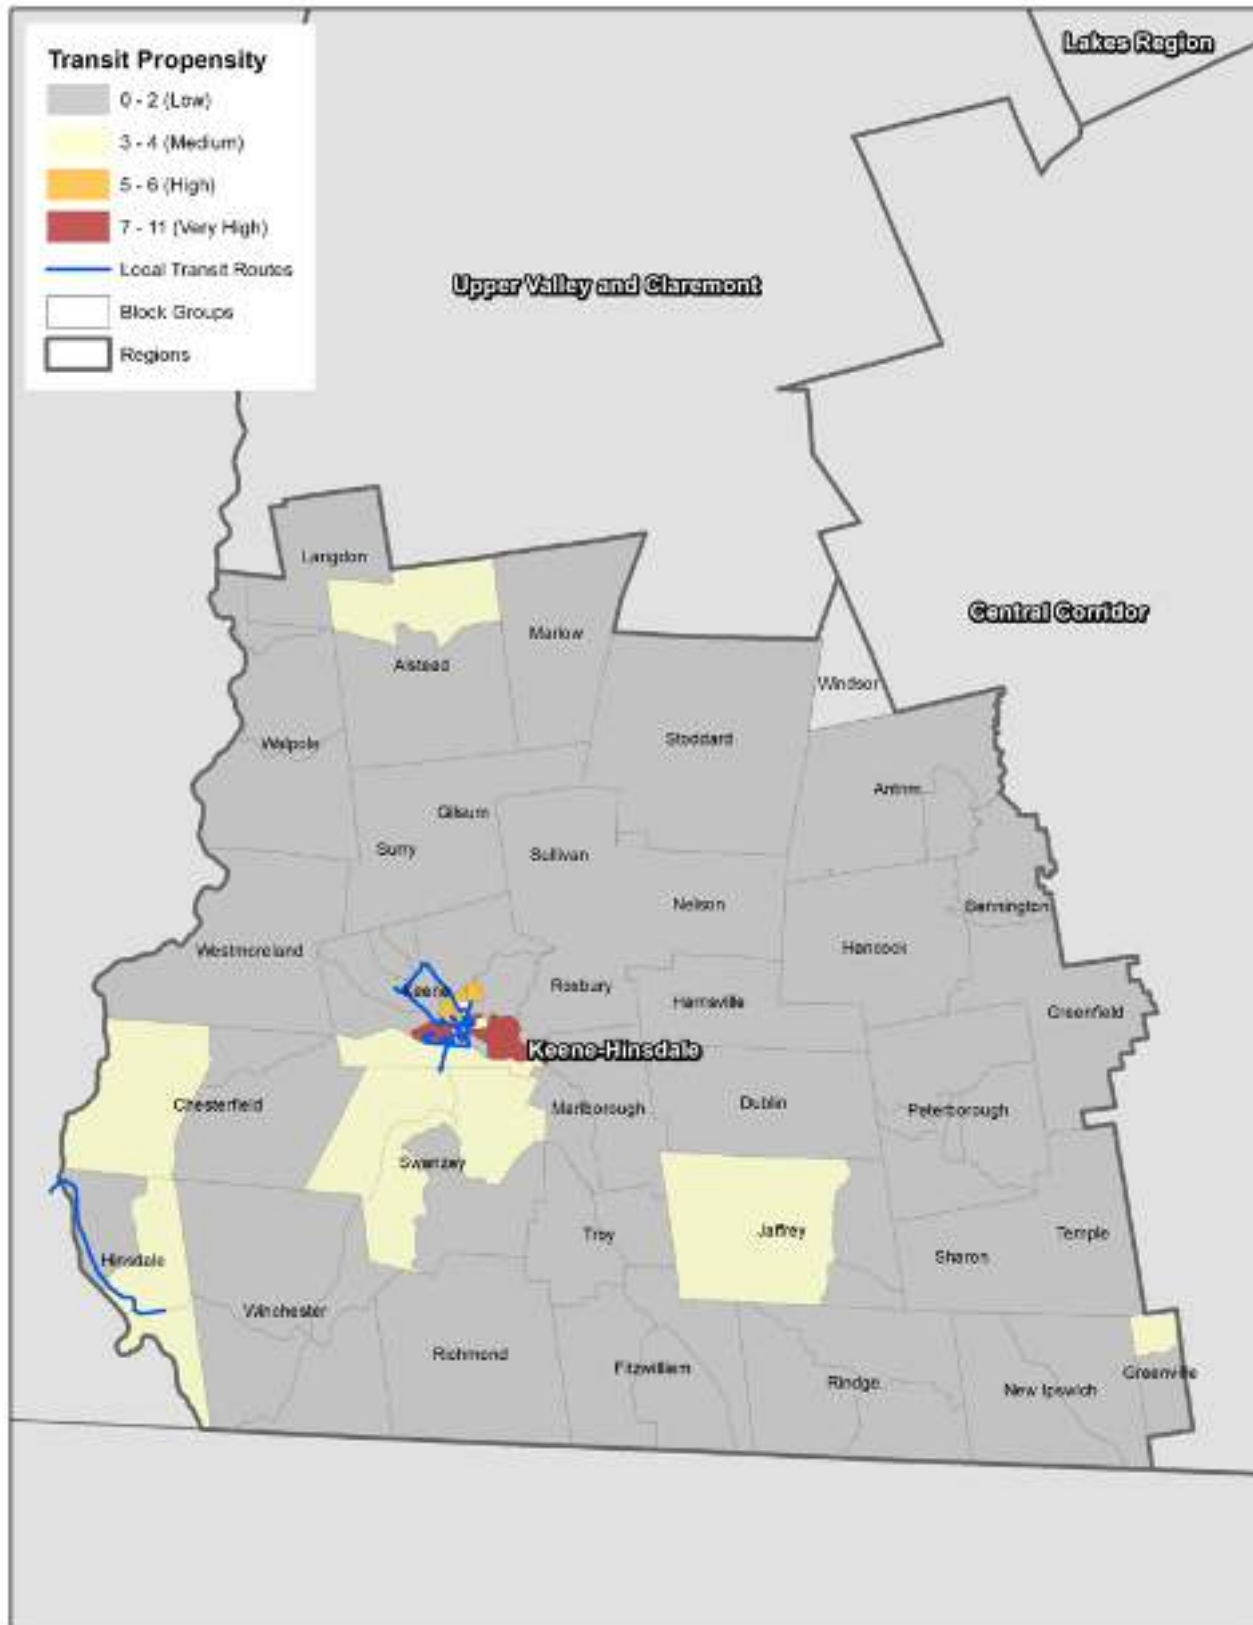 Transit Propensity
0 - 2 (Low)
3 - 4 (Medium)
5 - 6 (High)
7 - 11 (Very High)
Local Transit Routes
Block Groups
Regions
Lakes Region
Upper Valley and Claremont
Central Corridor
Langdon
Marlow
Alstead
Windsor
Walpole
Stoddard
Antrim
Gilsum
Surry
Sullivan
Nelson
Bennington
Hancock
Westmoreland
Keene
Roxbury
Harrisville
Greenfield
Keene-Hinsdale
Chesterfield
Marlborough
Dublin
Peterborough
Swanzey
Hinsdale
Troy
Jaffrey
Sharon
Temple
Winchester
Richmond
Fitzwilliam
Rindge
New Ipswich
Greenville